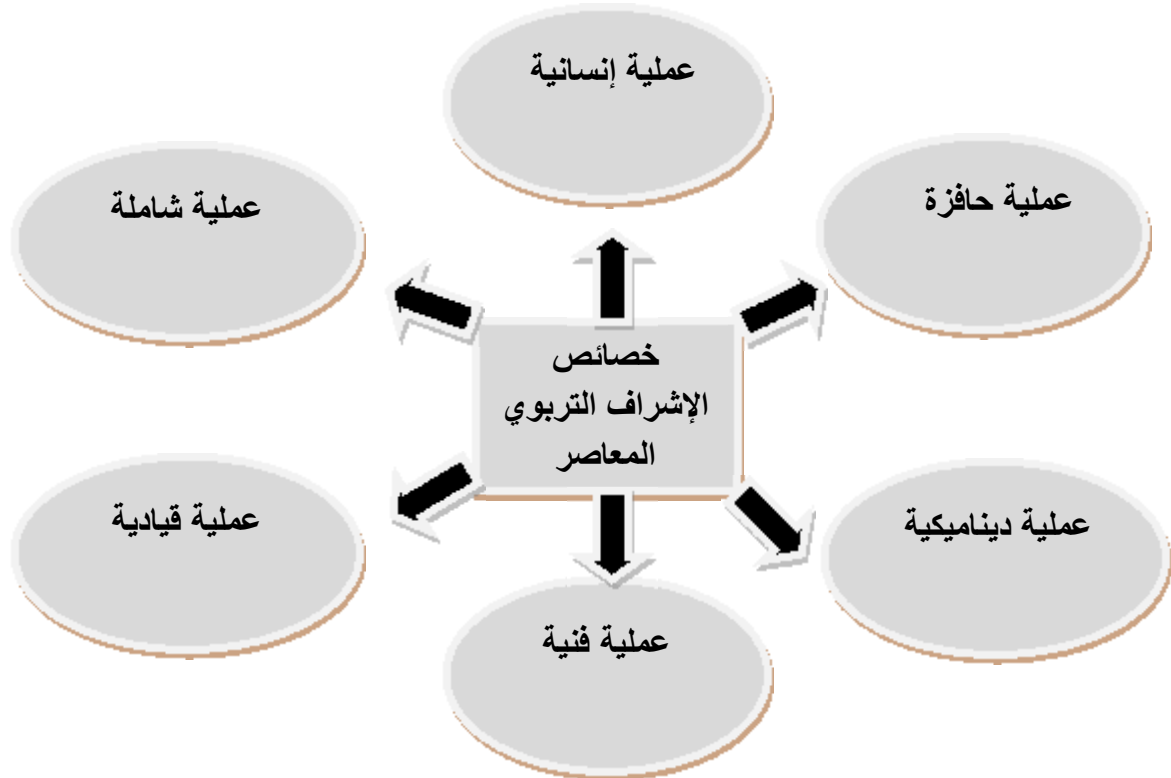 عملية إنسانية
عملية حافزة
عملية شاملة
خصائص
الإشراف التربوي
المعاصر
عملية ديناميكية
عملية قيادية
عملية فنية